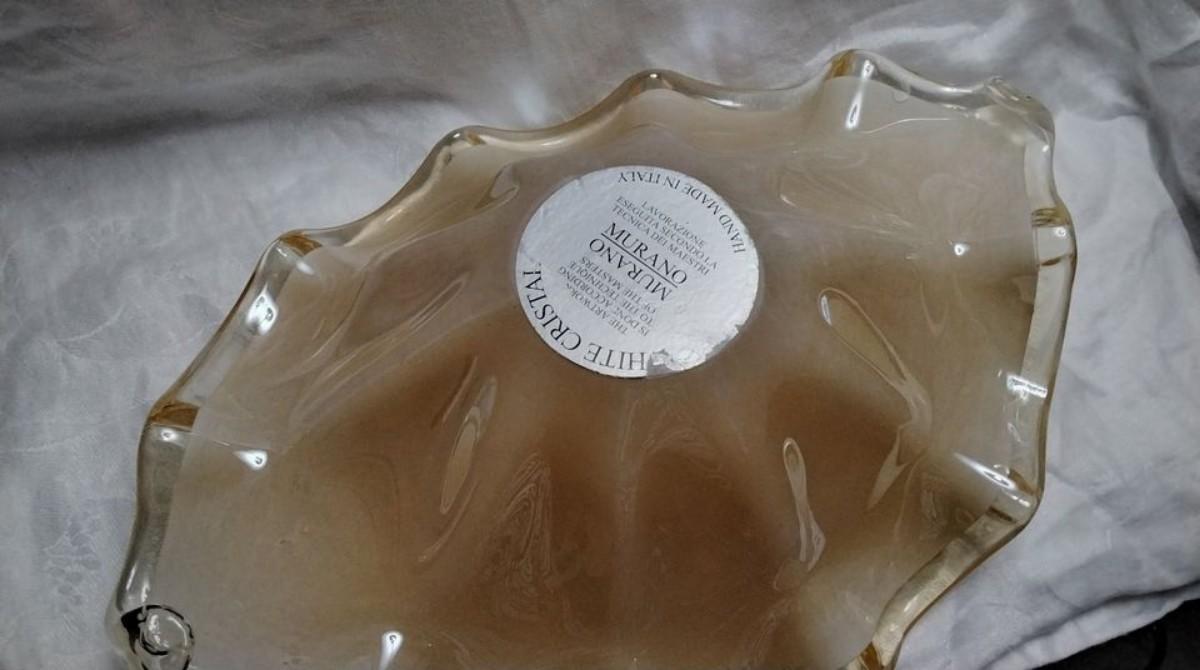 HAND MADE IN ITALY
LAVORAZIONE
ESEGUITA SECONDO LA
TECNICA DEI MAESTRI
MURANO
THE ARTWORK
IS DONE ACCORDING
TO THE TECHNIQUE
OF THE MASTERS
MURANO
HITE CRISTAL